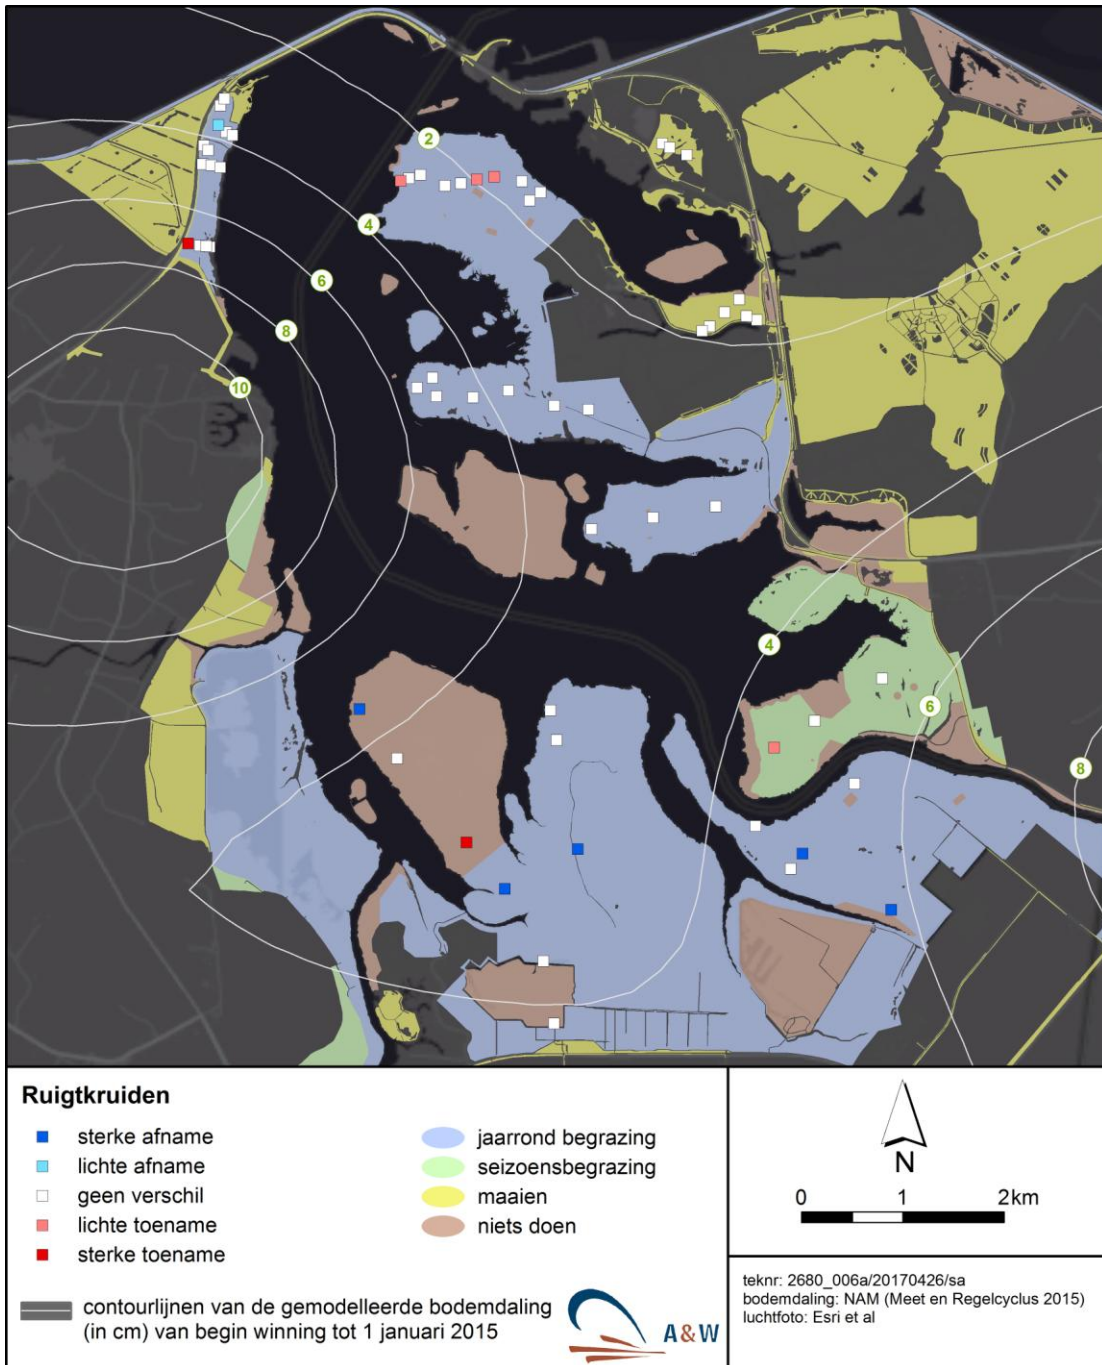 2
4
6
8
10
4
6
8
Ruigtkruiden
sterke afname
lichte afname
geen verschil
lichte toename
sterke toename
contourlijnen van de gemodelleerde bodemdaling
(in cm) van begin winning tot 1 januari 2015
jaarrond begrazing
seizoensbegrazing
maaien
niets doen
A&W
N
0 1 2km
teknr: 2680_006a/20170426/sa
bodemdaling: NAM (Meet en Regelcyclus 2015)
luchtfoto: Esri et al